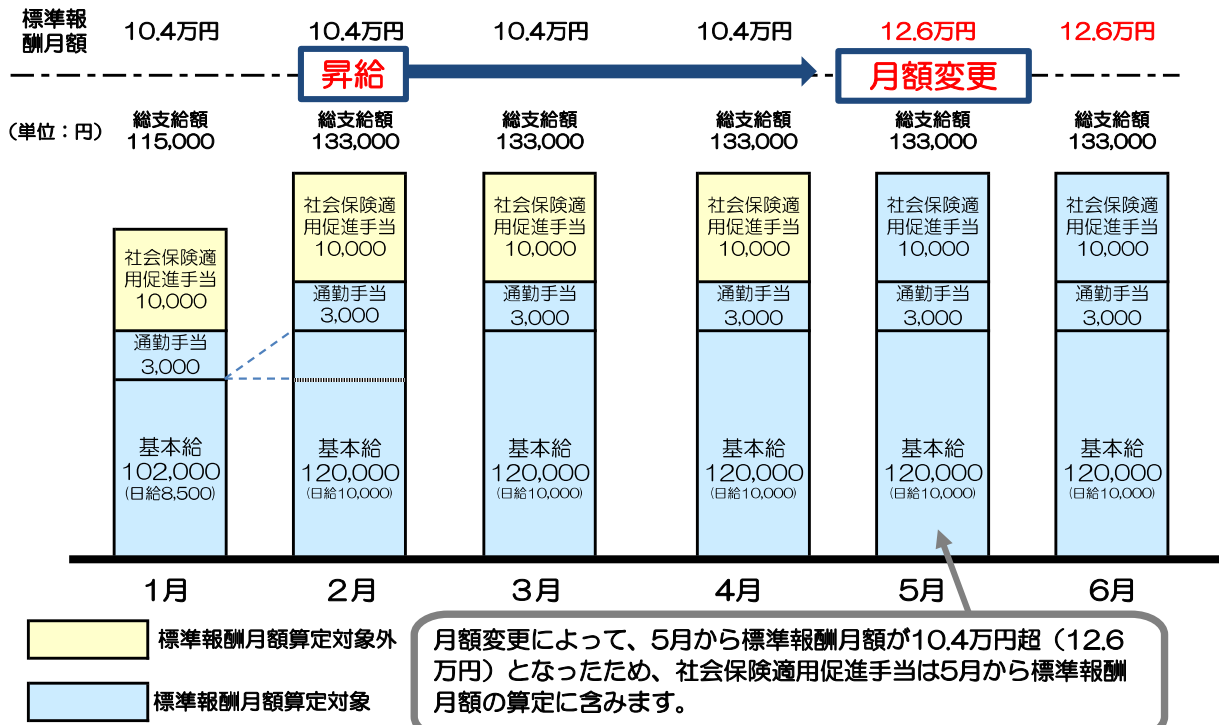 標準報
酬月額
10.4万円
10.4万円
10.4万円
10.4万円
12.6万円
12.6万円
昇給
月額変更
（単位：円）
総支給額
115,000
総支給額
133,000
総支給額
133,000
総支給額
133,000
総支給額
133,000
総支給額
133,000
社会保険適
用促進手当
10,000
通勤手当
3,000
基本給
102,000
(日給8,500)
社会保険適
用促進手当
10,000
通勤手当
3,000
基本給
120,000
(日給10,000)
社会保険適
用促進手当
10,000
通勤手当
3,000
基本給
120,000
(日給10,000)
社会保険適
用促進手当
10,000
通勤手当
3,000
基本給
120,000
(日給10,000)
社会保険適
用促進手当
10,000
通勤手当
3,000
基本給
120,000
(日給10,000)
社会保険適
用促進手当
10,000
通勤手当
3,000
基本給
120,000
(日給10,000)
1月
2月
3月
4月
5月
6月
標準報酬月額算定対象外
標準報酬月額算定対象
月額変更によって、5月から標準報酬月額が10.4万円超（12.6
万円）となったため、社会保険適用促進手当は5月から標準報酬
月額の算定に含みます。